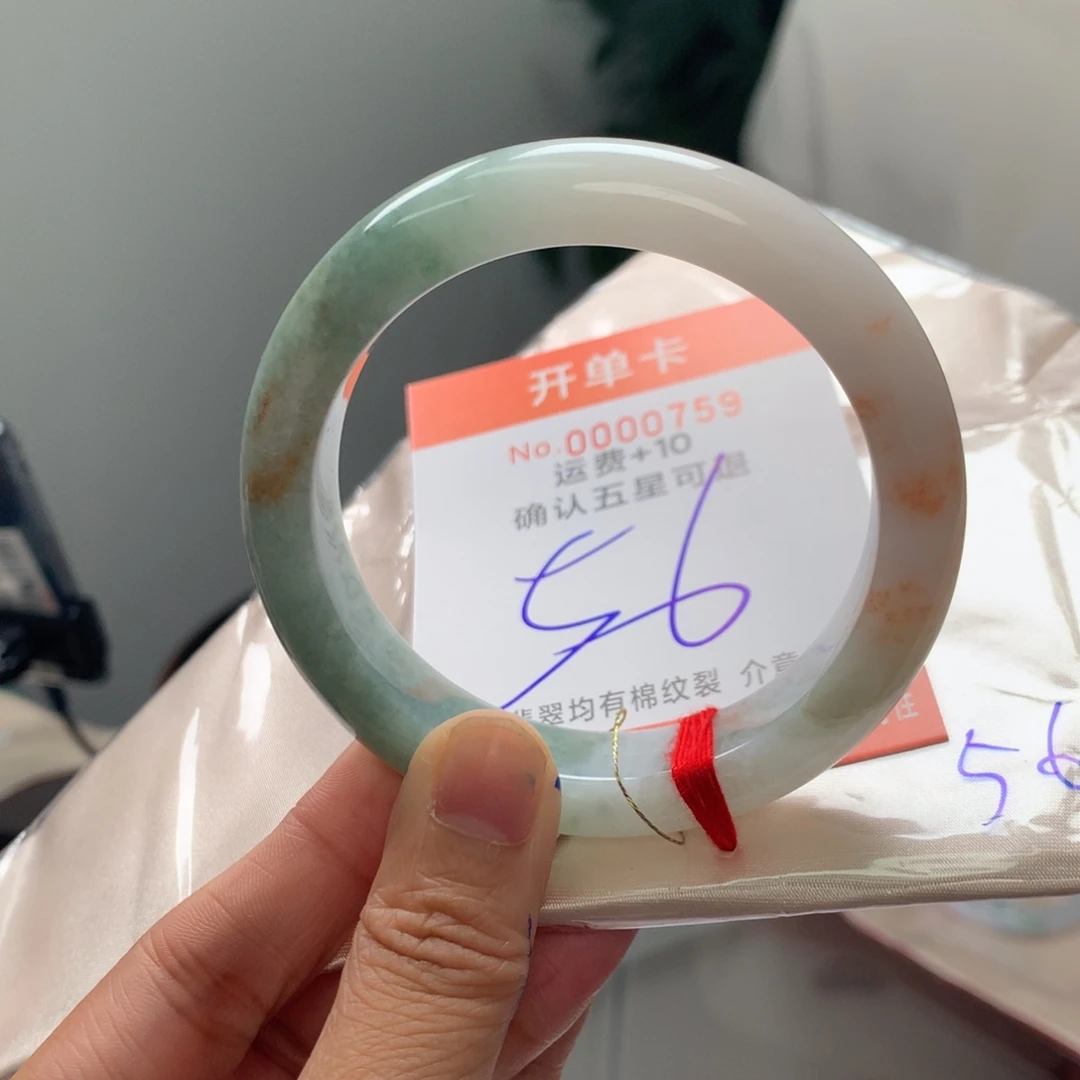 开单卡
No.0000759
运费+10
确认五星可退
56
翡翠均有棉纹裂 介意
56